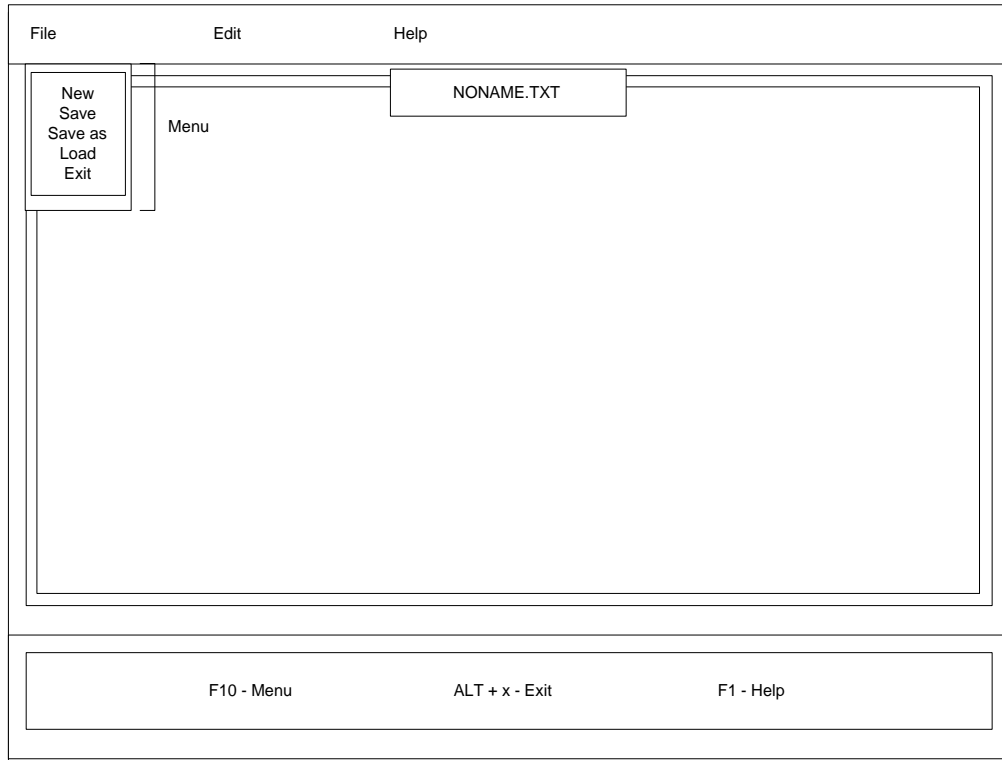 File Edit Help
NONAME.TXT
New
Save
Save as
Load
Exit
Menu
F10 - Menu ALT + x - Exit F1 - Help